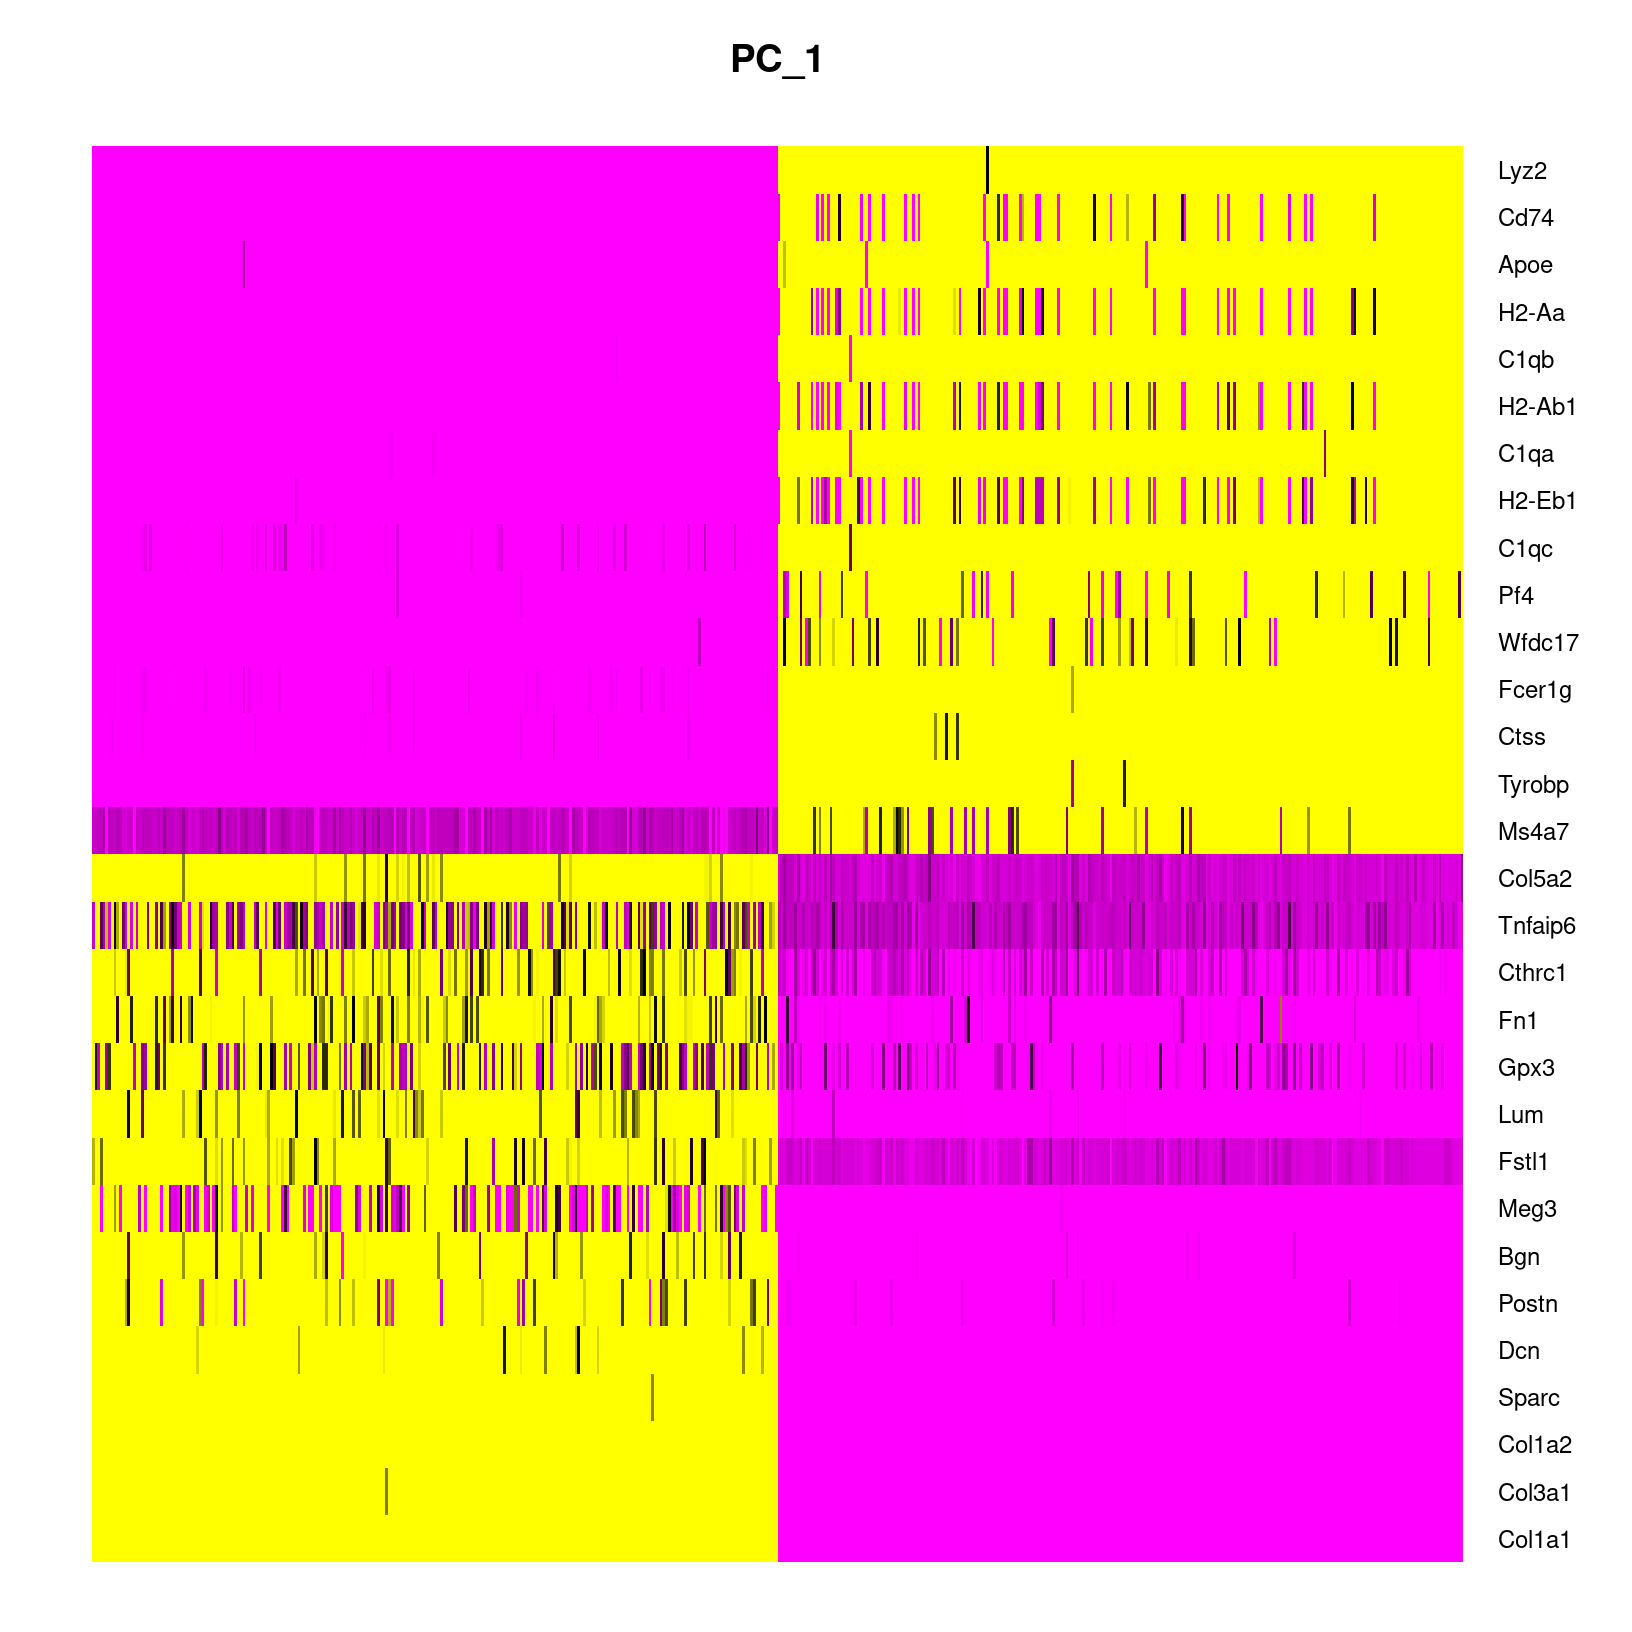 PC_1
Lyz2
Cd74
Apoe
H2-Aa
C1qb
H2-Ab1
C1qa
H2-Eb1
C1qc
Pf4
Wfdc17
Fcer1g
Ctss
Tyrobp
Ms4a7
Col5a2
Tnfaip6
Cthrc1
Fn1
Gpx3
Lum
Fstl1
Meg3
Bgn
Postn
Dcn
Sparc
Col1a2
Col3a1
Col1a1